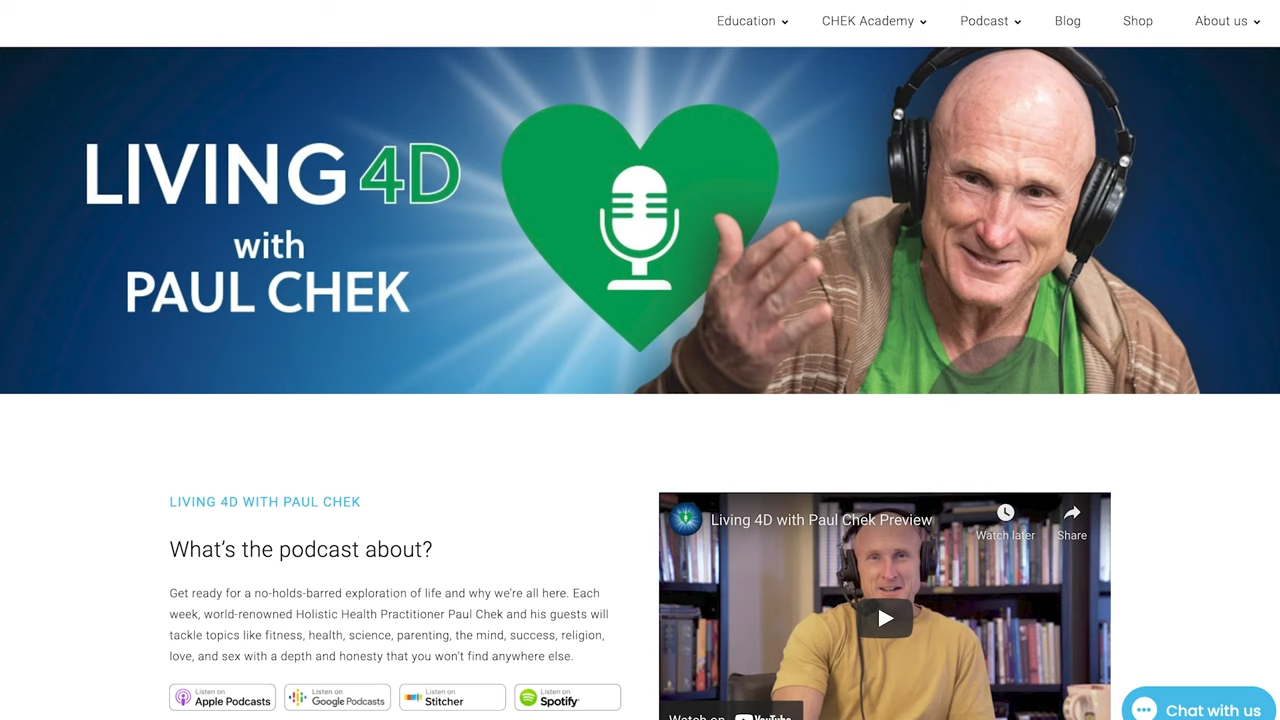 Education
CHEK Academy
Podcast
Blog
Shop
About us
LIVING 4D
with
PAUL CHEK
LIVING 4D WITH PAUL CHEK
What's the podcast about?
Get ready for a no-holds-barred exploration of life and why we're all here. Each
week, world-renowned Holistic Health Practitioner Paul Chek and his guests will
tackle topics like fitness, health, science, parenting, the mind, success, religion,
love, and sex with a depth and honesty that you won't find anywhere else.
Listen on
Apple Podcasts
Listen on
Google Podcasts
Listen on
Stitcher
Listen on
Spotify
Living 4D with Paul Chek Preview
Watch later
Share
Watch on YouTube
Chat with us